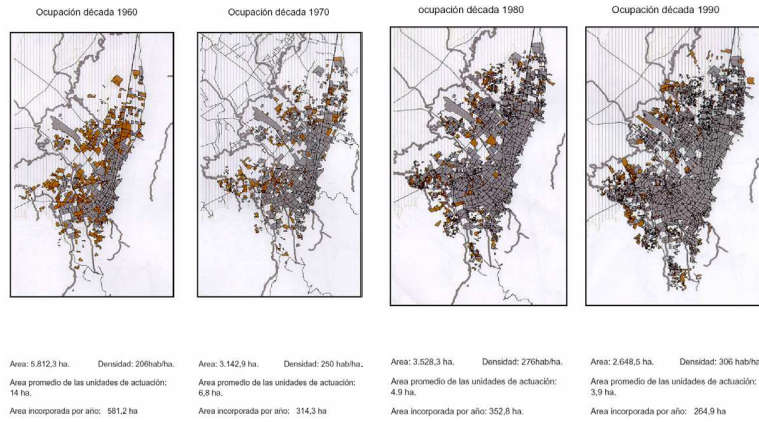 Ocupación década 1960
Ocupación década 1970
ocupación década 1980
Ocupación década 1990
Area: 5.812,3 ha. Densidad: 206hab/ha.
Area promedio de las unidades de actuación:
14 ha.
Area incorporada por año: 581,2 ha
Area: 3.142,9 ha. Densidad: 250 hab/ha.
Area promedio de las unidades de actuación:
6,8 ha.
Area incorporada por año: 314,3 ha
Area: 3.528,3 ha. Densidad: 276hab/ha.
Area promedio de las unidades de actuación:
4.9 ha.
Area incorporada por año: 352,8 ha.
Area: 2.648,5 ha. Densidad: 306 hab/ha
Area promedio de las unidades de actuación:
3,9 ha.
Area incorporada por año: 264,9 ha